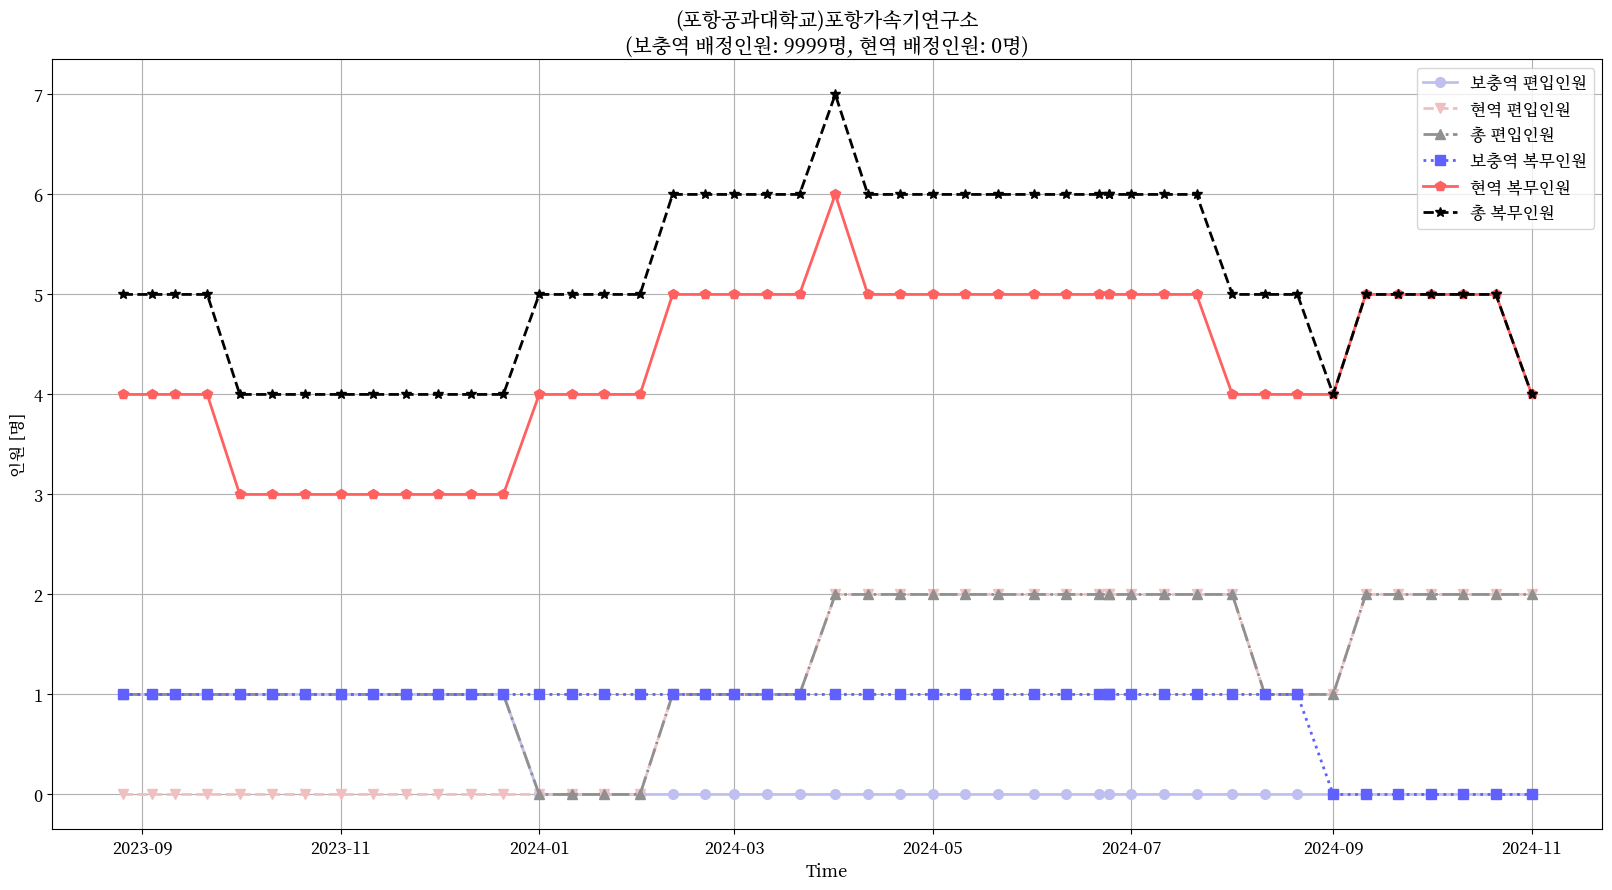 (포항공과대학교)포항가속기연구소
(보충역 배정인원: 9999명, 현역 배정인원: 0명)
보충역 편입인원
현역 편입인원
총 편입인원
보충역 복무인원
현역 복무인원
총 복무인원
인원 [명]
7
6
5
4
3
2
1
0
2023-09
2023-11
2024-01
2024-03
2024-05
2024-07
2024-09
2024-11
Time